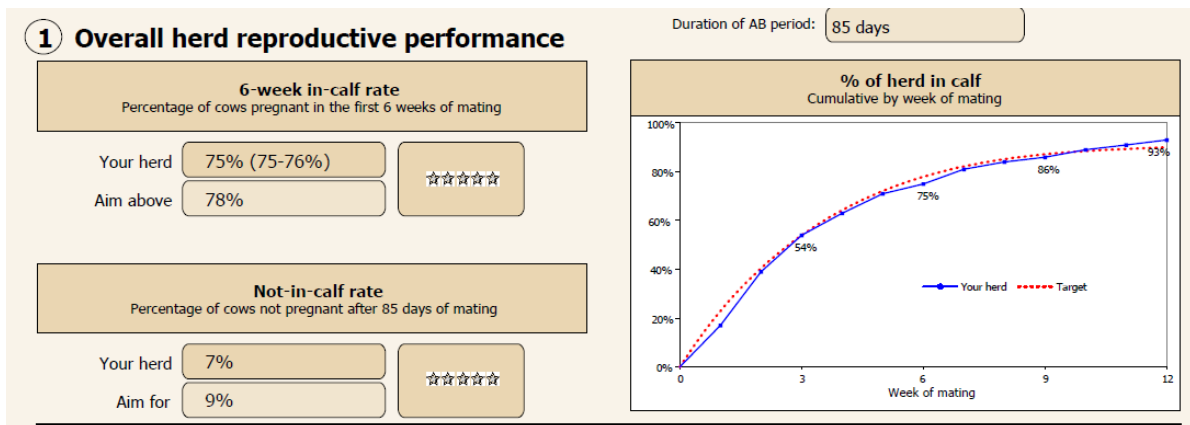 1 Overall herd reproductive performance
Duration of AB period: 85 days
6-week in-calf rate
Percentage of cows pregnant in the first 6 weeks of mating
Your herd 75% (75-76%)
Aim above 78%
Not-in-calf rate
Percentage of cows not pregnant after 85 days of mating
Your herd 7%
Aim for 9%
% of herd in calf
Cumulative by week of mating
100%
80%
60%
40%
20%
0%
54%
75%
86%
93%
Your herd Target
0 3 6 9 12
Week of mating